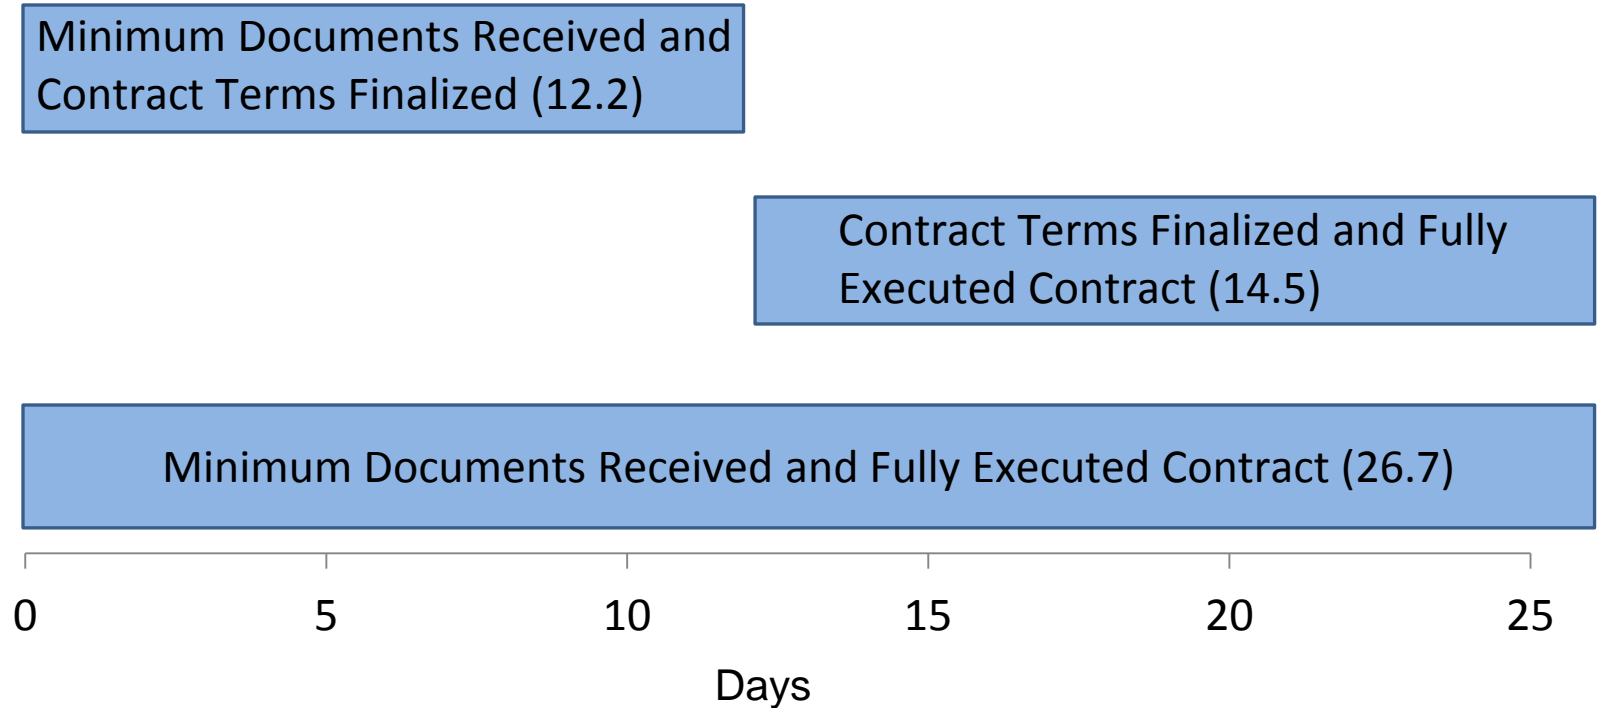 Minimum Documents Received and
Contract Terms Finalized (12.2)
Contract Terms Finalized and Fully
Executed Contract (14.5)
Minimum Documents Received and Fully Executed Contract (26.7)
0 5 10 15 20 25
Days